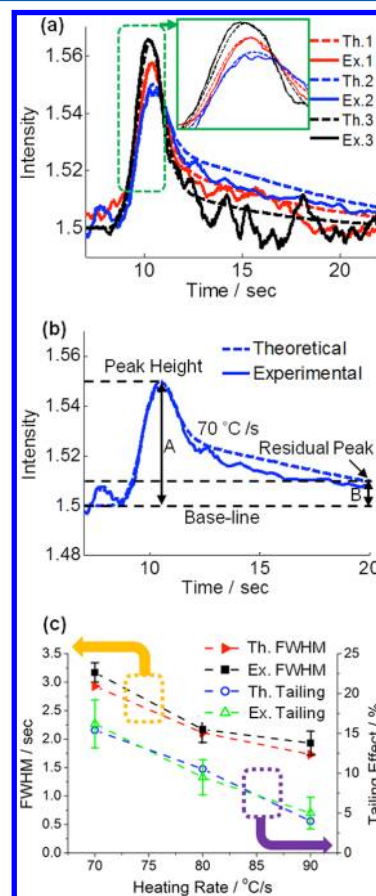 (a)
1.56
1.54
1.52
1.5
Intensity
10 15 20
Time / sec
Th.1
Ex.1
Th.2
Ex.2
Th.3
Ex.3
(b)
1.56
1.54
1.52
1.5
1.48
Intensity
Peak Height
Theoretical
Experimental
70 °C /s
A
Residual Peak
B
Base-line
10 15 20
Time / sec
(c)
Th. FWHM
Ex. FWHM
Th. Tailing
Ex. Tailing
3.5
3.0
2.5
2.0
1.5
1.0
0.5
0.0
FWHM / sec
25
20
15
10
5
0
Tailing Effect / %
70 75 80 85 90
Heating Rate / °C/s